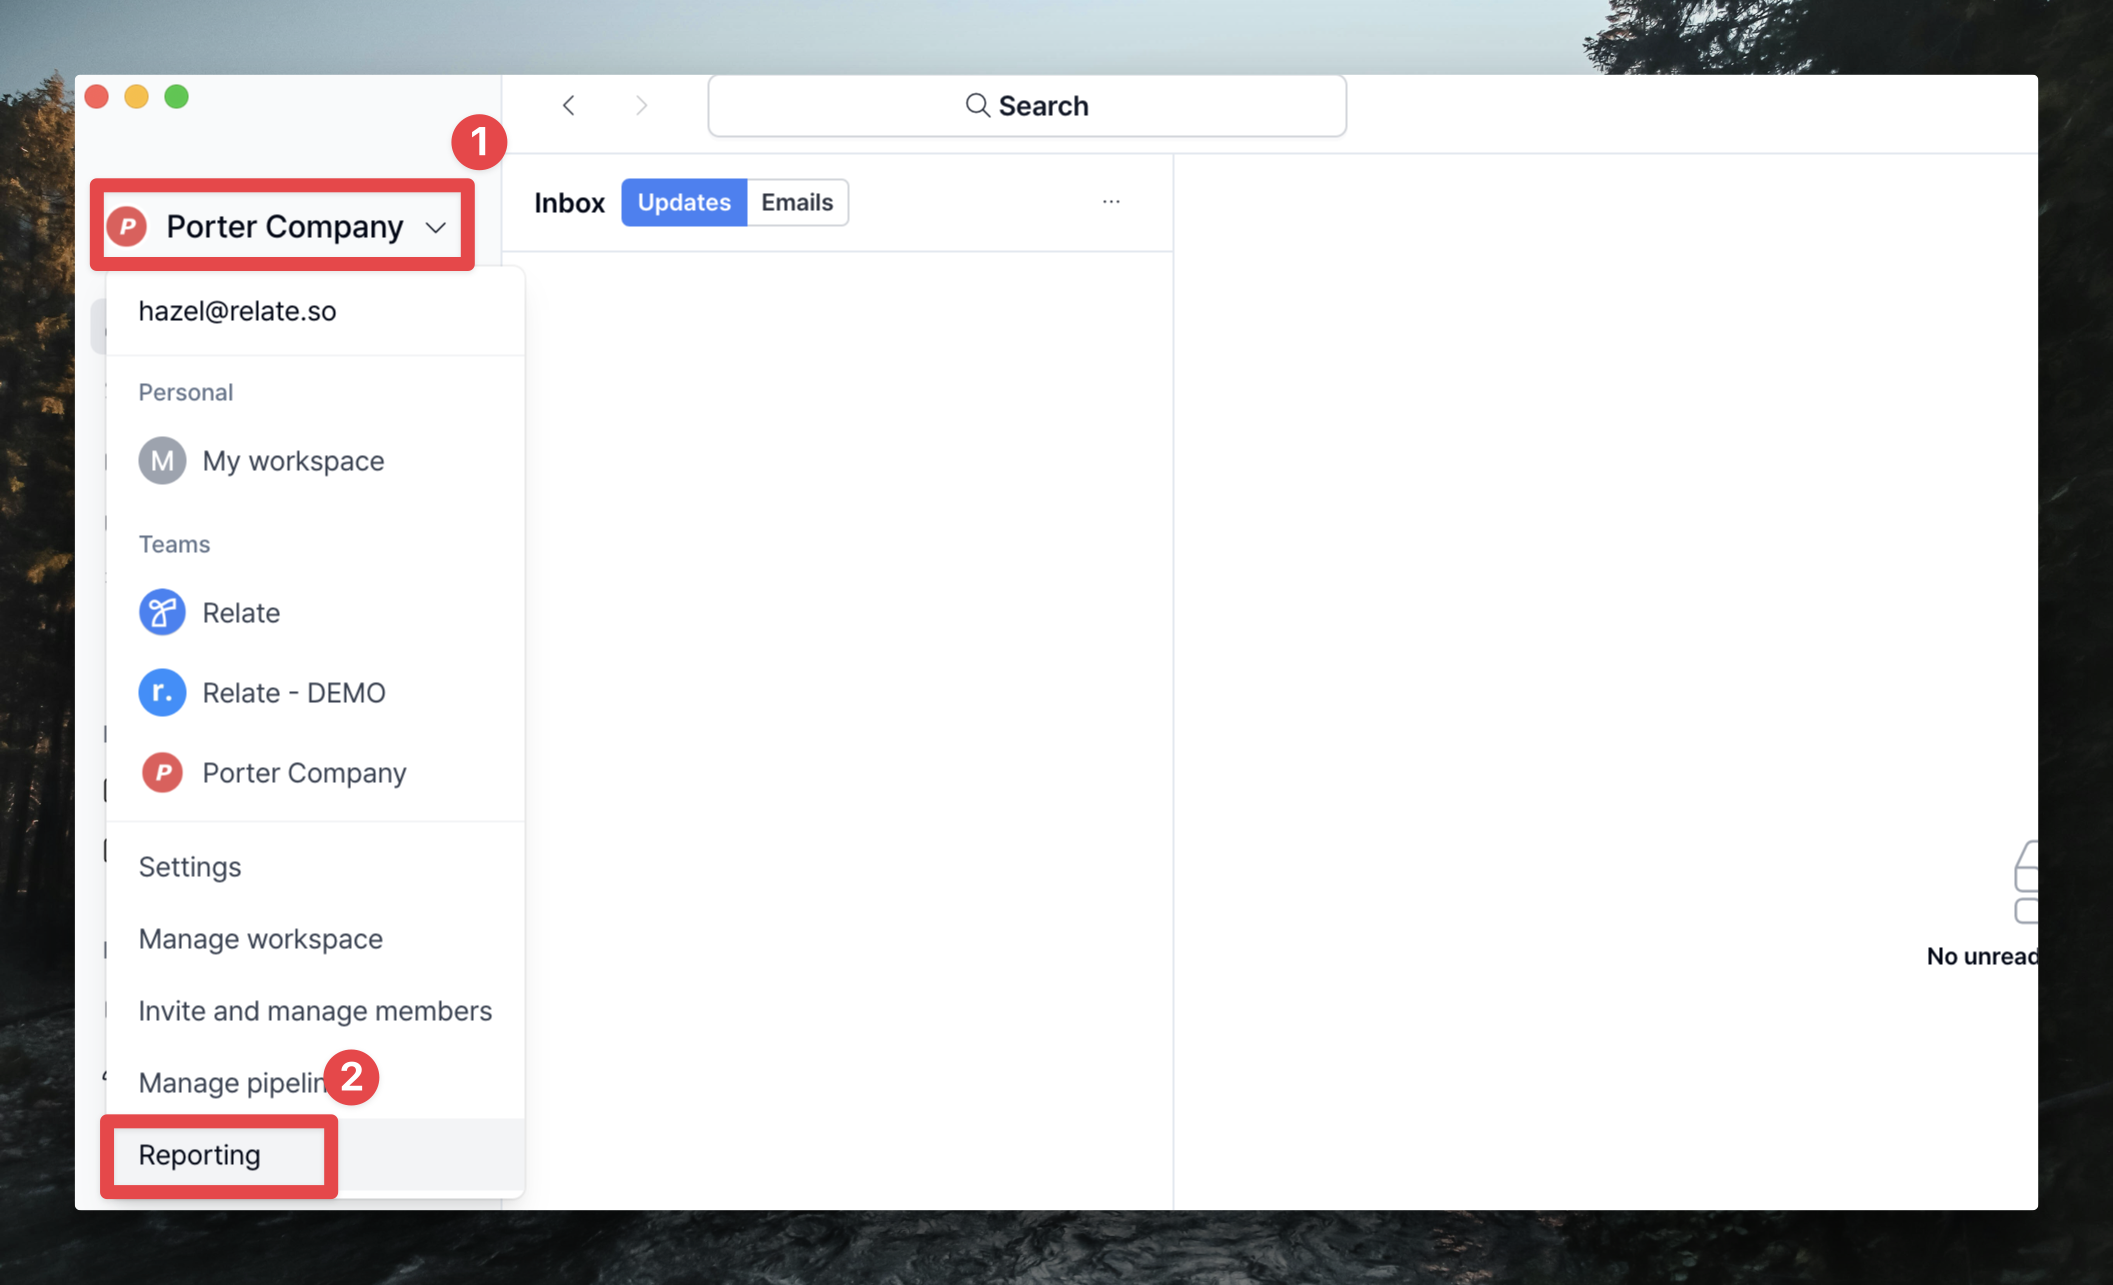 Search
1
P Porter Company
Inbox Updates Emails ...
hazel@relate.so
Personal
M My workspace
Teams
Relate
r. Relate - DEMO
P Porter Company
Settings
Manage workspace
No unread
Invite and manage members
Manage pipelin
2
Reporting